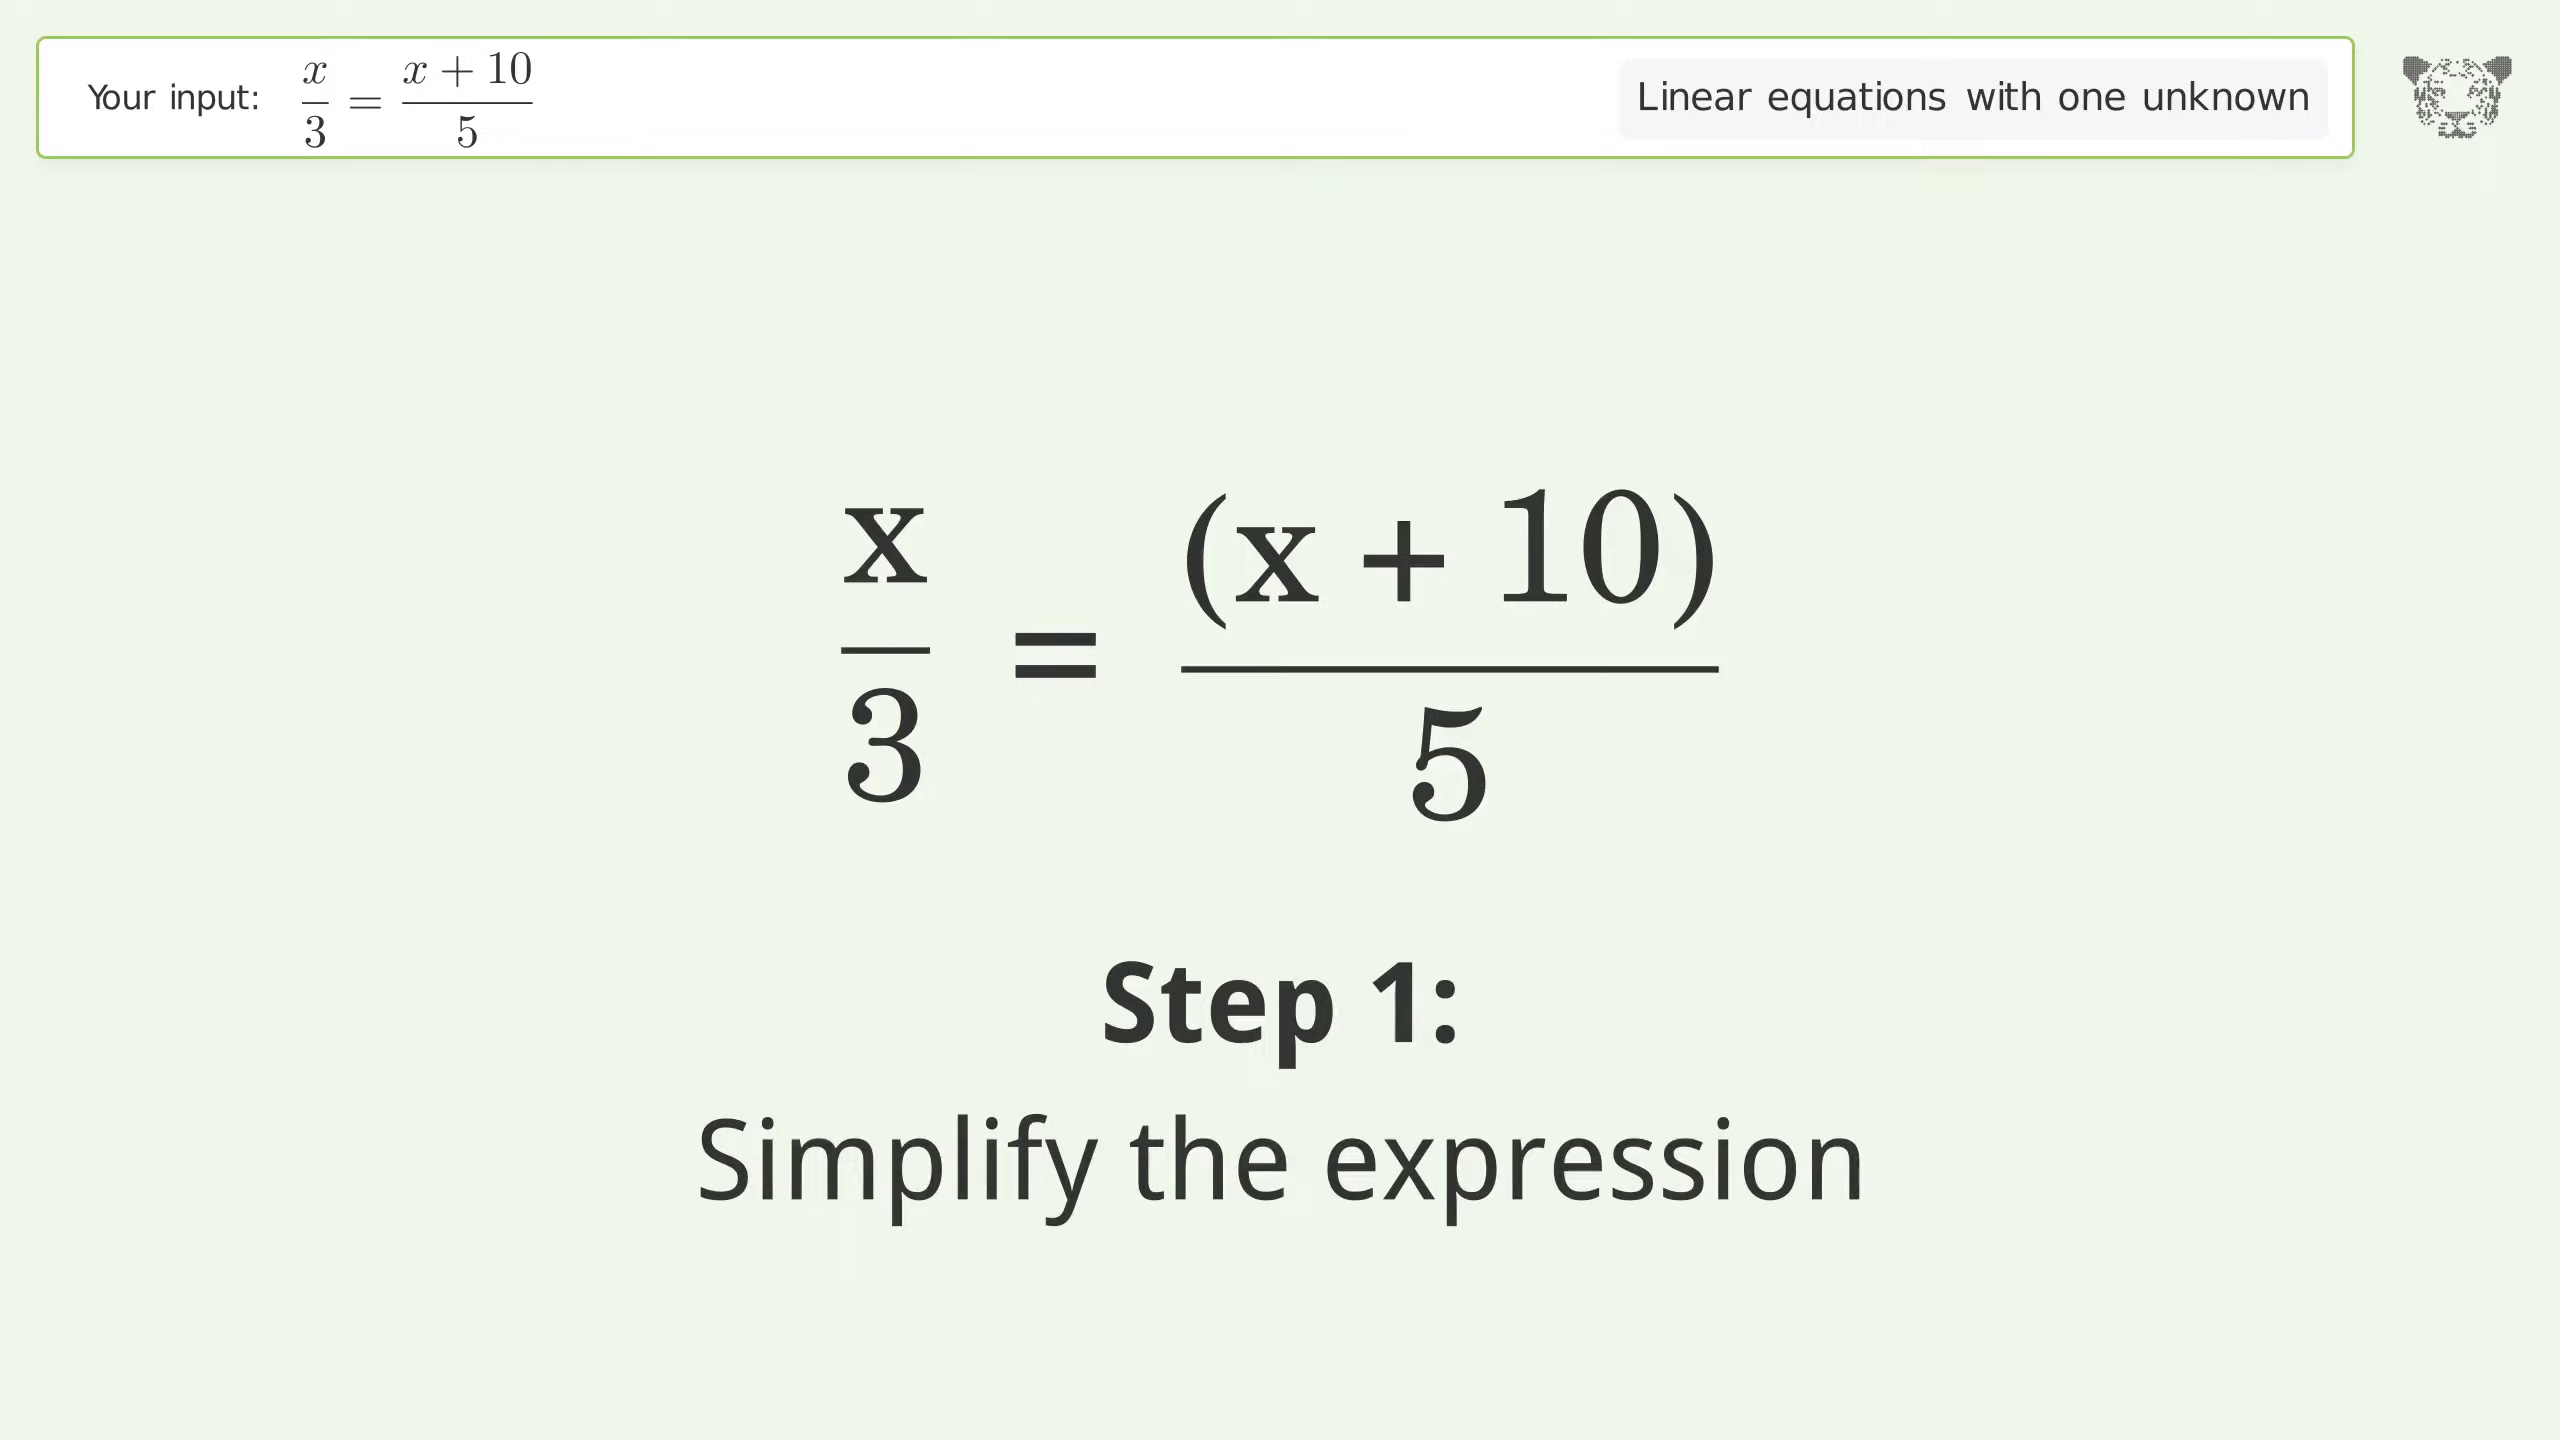 Your input: x/3 = x + 10/5 Linear equations with one unknown
x/3 = (x + 10)/5
Step 1:
Simplify the expression